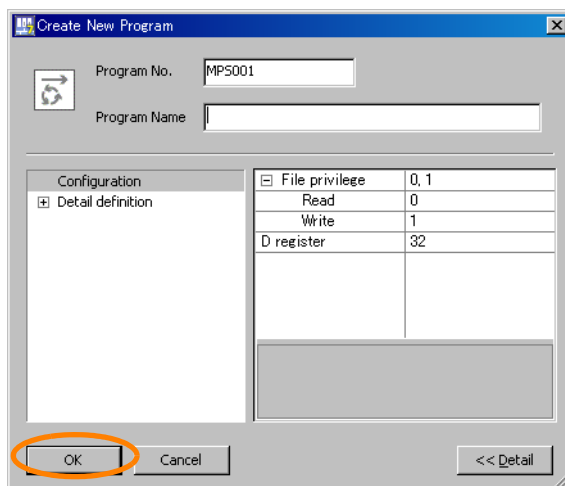 Create New Program
Program No. MPS001
Program Name
Configuration
Detail definition
File privilege 0, 1
Read 0
Write 1
D register 32
OK Cancel << Detail